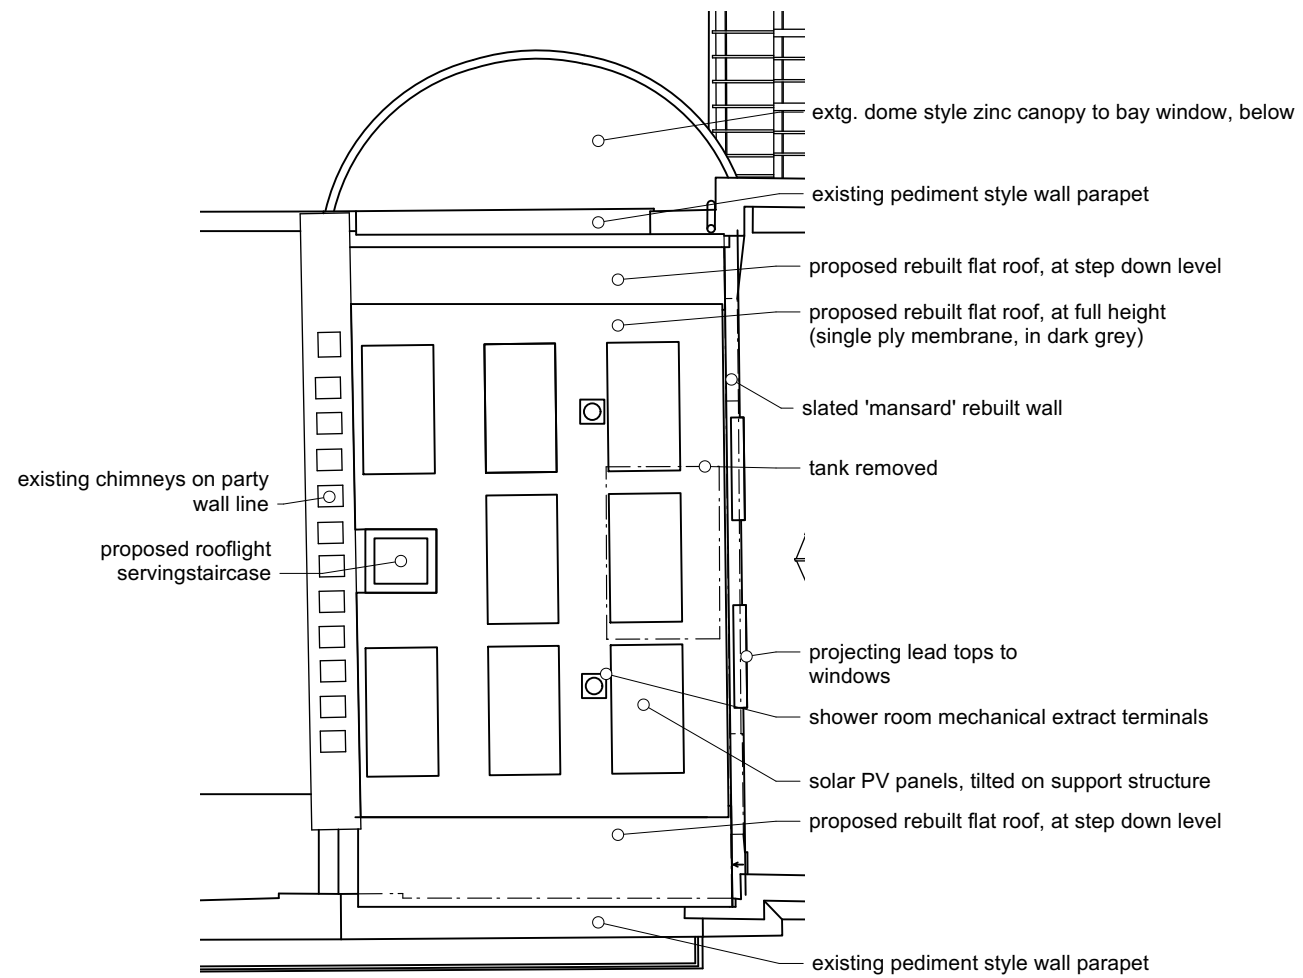 extg. dome style zinc canopy to bay window, below
existing pediment style wall parapet
proposed rebuilt flat roof, at step down level
proposed rebuilt flat roof, at full height
(single ply membrane, in dark grey)
slated 'mansard' rebuilt wall
tank removed
existing chimneys on party
wall line
proposed rooflight
servingstaircase
projecting lead tops to
windows
shower room mechanical extract terminals
solar PV panels, tilted on support structure
proposed rebuilt flat roof, at step down level
existing pediment style wall parapet